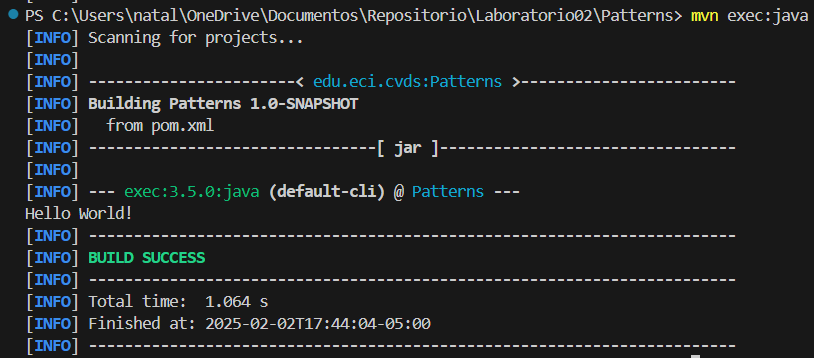 PS C:\Users\natal\OneDrive\Documentos\Repositorio\Laboratorio02\Patterns> mvn exec:java
[INFO] Scanning for projects...
[INFO]
[INFO] -----------------------< edu.eci.cvds:Patterns >------------------------
[INFO] Building Patterns 1.0-SNAPSHOT
[INFO]   from pom.xml
[INFO] --------------------------------[ jar ]---------------------------------
[INFO]
[INFO] --- exec:3.5.0:java (default-cli) @ Patterns ---
Hello World!
[INFO] ------------------------------------------------------------------------
[INFO] BUILD SUCCESS
[INFO] ------------------------------------------------------------------------
[INFO] Total time:  1.064 s
[INFO] Finished at: 2025-02-02T17:44:04-05:00
[INFO] ------------------------------------------------------------------------